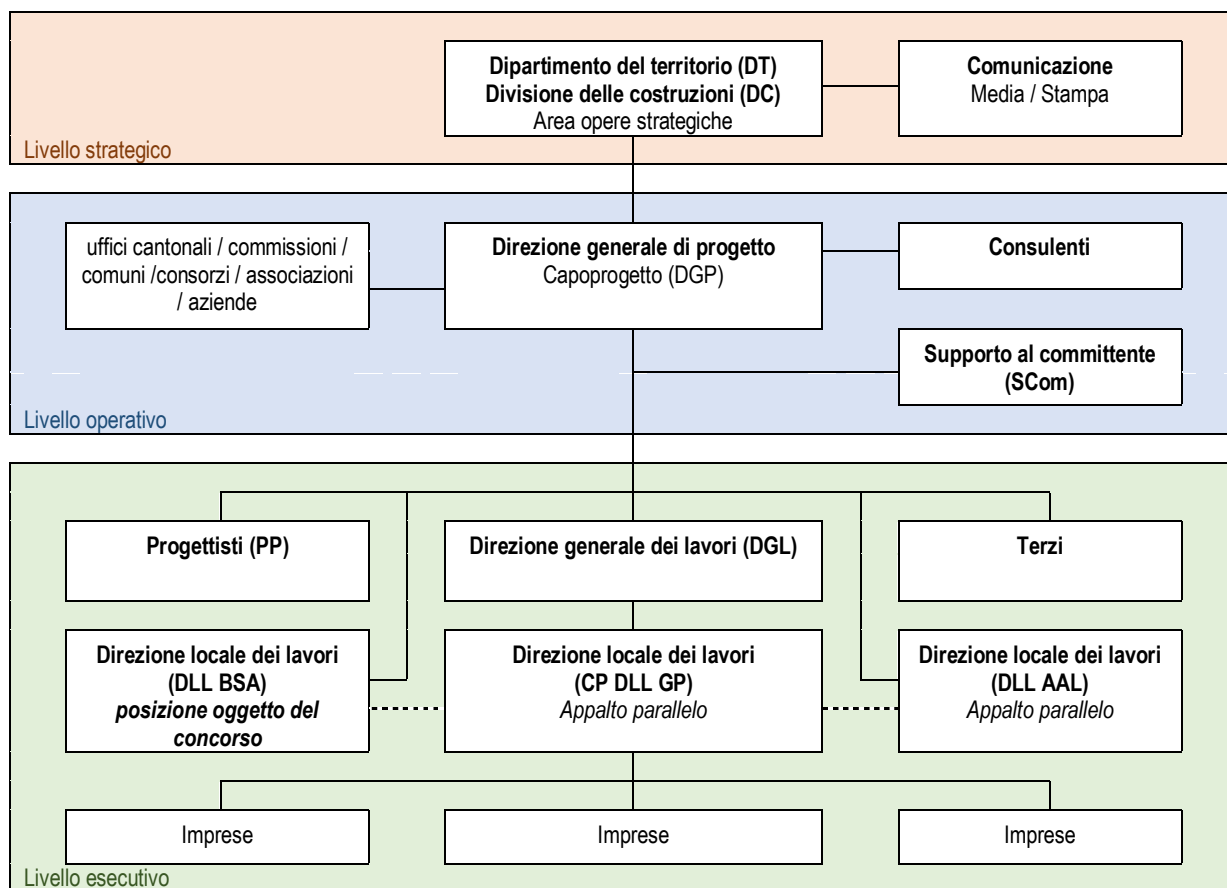 Dipartimento del territorio (DT)
Divisione delle costruzioni (DC)
Area opere strategiche
Comunicazione
Media / Stampa
Livello strategico
uffici cantonali / commissioni /
comuni /consorzi / associazioni
/ aziende
Direzione generale di progetto
Capoprogetto (DGP)
Consulenti
Supporto al committente
(SCom)
Livello operativo
Progettisti (PP)
Direzione generale dei lavori (DGL)
Terzi
Direzione locale dei lavori
(DLL BSA)
posizione oggetto del
concorso
Direzione locale dei lavori
(CP DLL GP)
Appalto parallelo
Direzione locale dei lavori
(DLL AAL)
Appalto parallelo
Imprese
Imprese
Imprese
Livello esecutivo